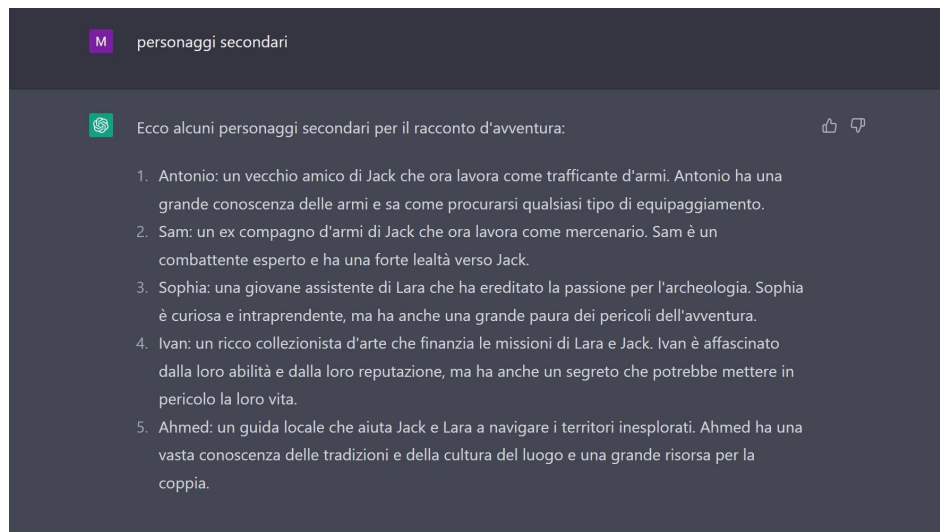 M
personaggi secondari
Ecco alcuni personaggi secondari per il racconto d'avventura:
1. Antonio: un vecchio amico di Jack che ora lavora come trafficante d'armi. Antonio ha una
grande conoscenza delle armi e sa come procurarsi qualsiasi tipo di equipaggiamento.
2. Sam: un ex compagno d'armi di Jack che ora lavora come mercenario. Sam è un
combattente esperto e ha una forte lealtà verso Jack.
3. Sophia: una giovane assistente di Lara che ha ereditato la passione per l'archeologia. Sophia
è curiosa e intraprendente, ma ha anche una grande paura dei pericoli dell'avventura.
4. Ivan: un ricco collezionista d'arte che finanzia le missioni di Lara e Jack. Ivan è affascinato
dalla loro abilità e dalla loro reputazione, ma ha anche un segreto che potrebbe mettere in
pericolo la loro vita.
5. Ahmed: un guida locale che aiuta Jack e Lara a navigare i territori inesplorati. Ahmed ha una
vasta conoscenza delle tradizioni e della cultura del luogo e una grande risorsa per la
coppia.